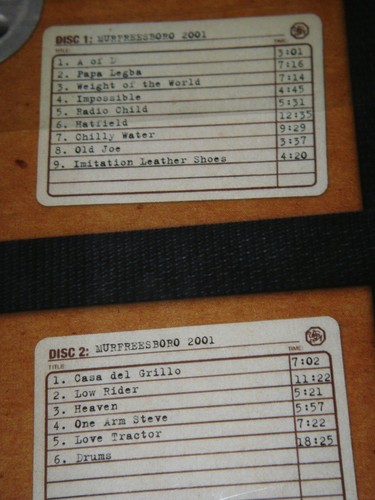 DISC 1: MURFREESBORO 2001
TITLE TIME
1. A of D 3:01
2. Papa Legba 7:16
3. Weight of the World 7:14
4. Impossible 4:45
5. Radio Child 5:31
6. Hatfield 12:35
7. Chilly Water 9:29
8. Old Joe 3:37
9. Imitation Leather Shoes 4:20
DISC 2: MURFREESBORO 2001
TITLE TIME
1. Casa del Grillo 7:02
2. Low Rider 11:22
3. Heaven 5:21
4. One Arm Steve 5:57
5. Love Tractor 7:22
6. Drums 18:25